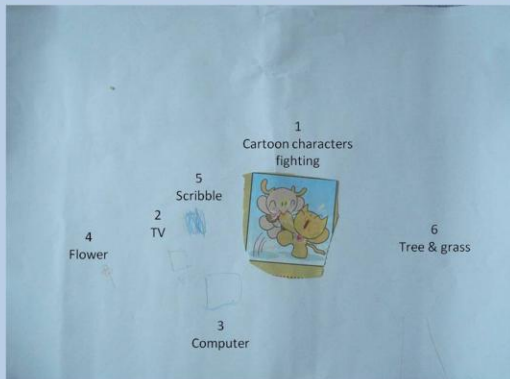 1
Cartoon characters
fighting
5
Scribble
2
TV
4
Flower
6
Tree & grass
3
Computer